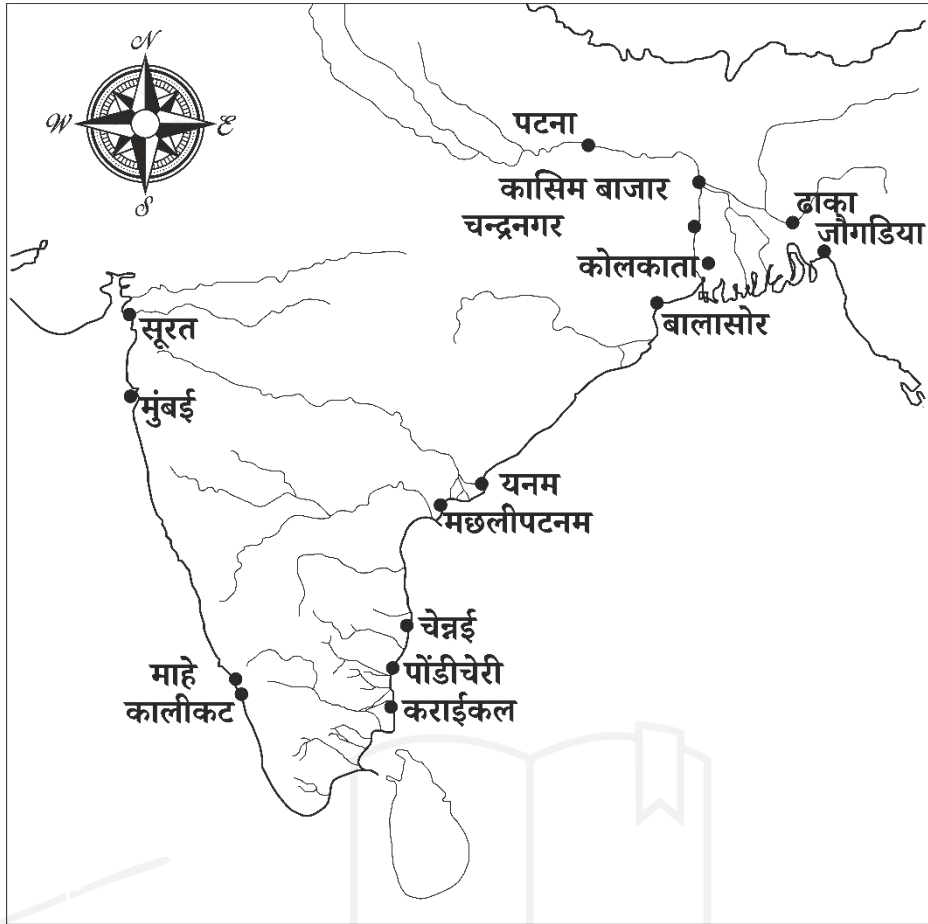 N
W
E
S
पटना
कासिम बाजार
चन्द्रनगर
ढाका
जौगडिया
कोलकाता
बालासोर
सूरत
मुंबई
यनम
मछलीपटनम
चेन्नई
माहे
पोंडीचेरी
कालीकट
कराईकल